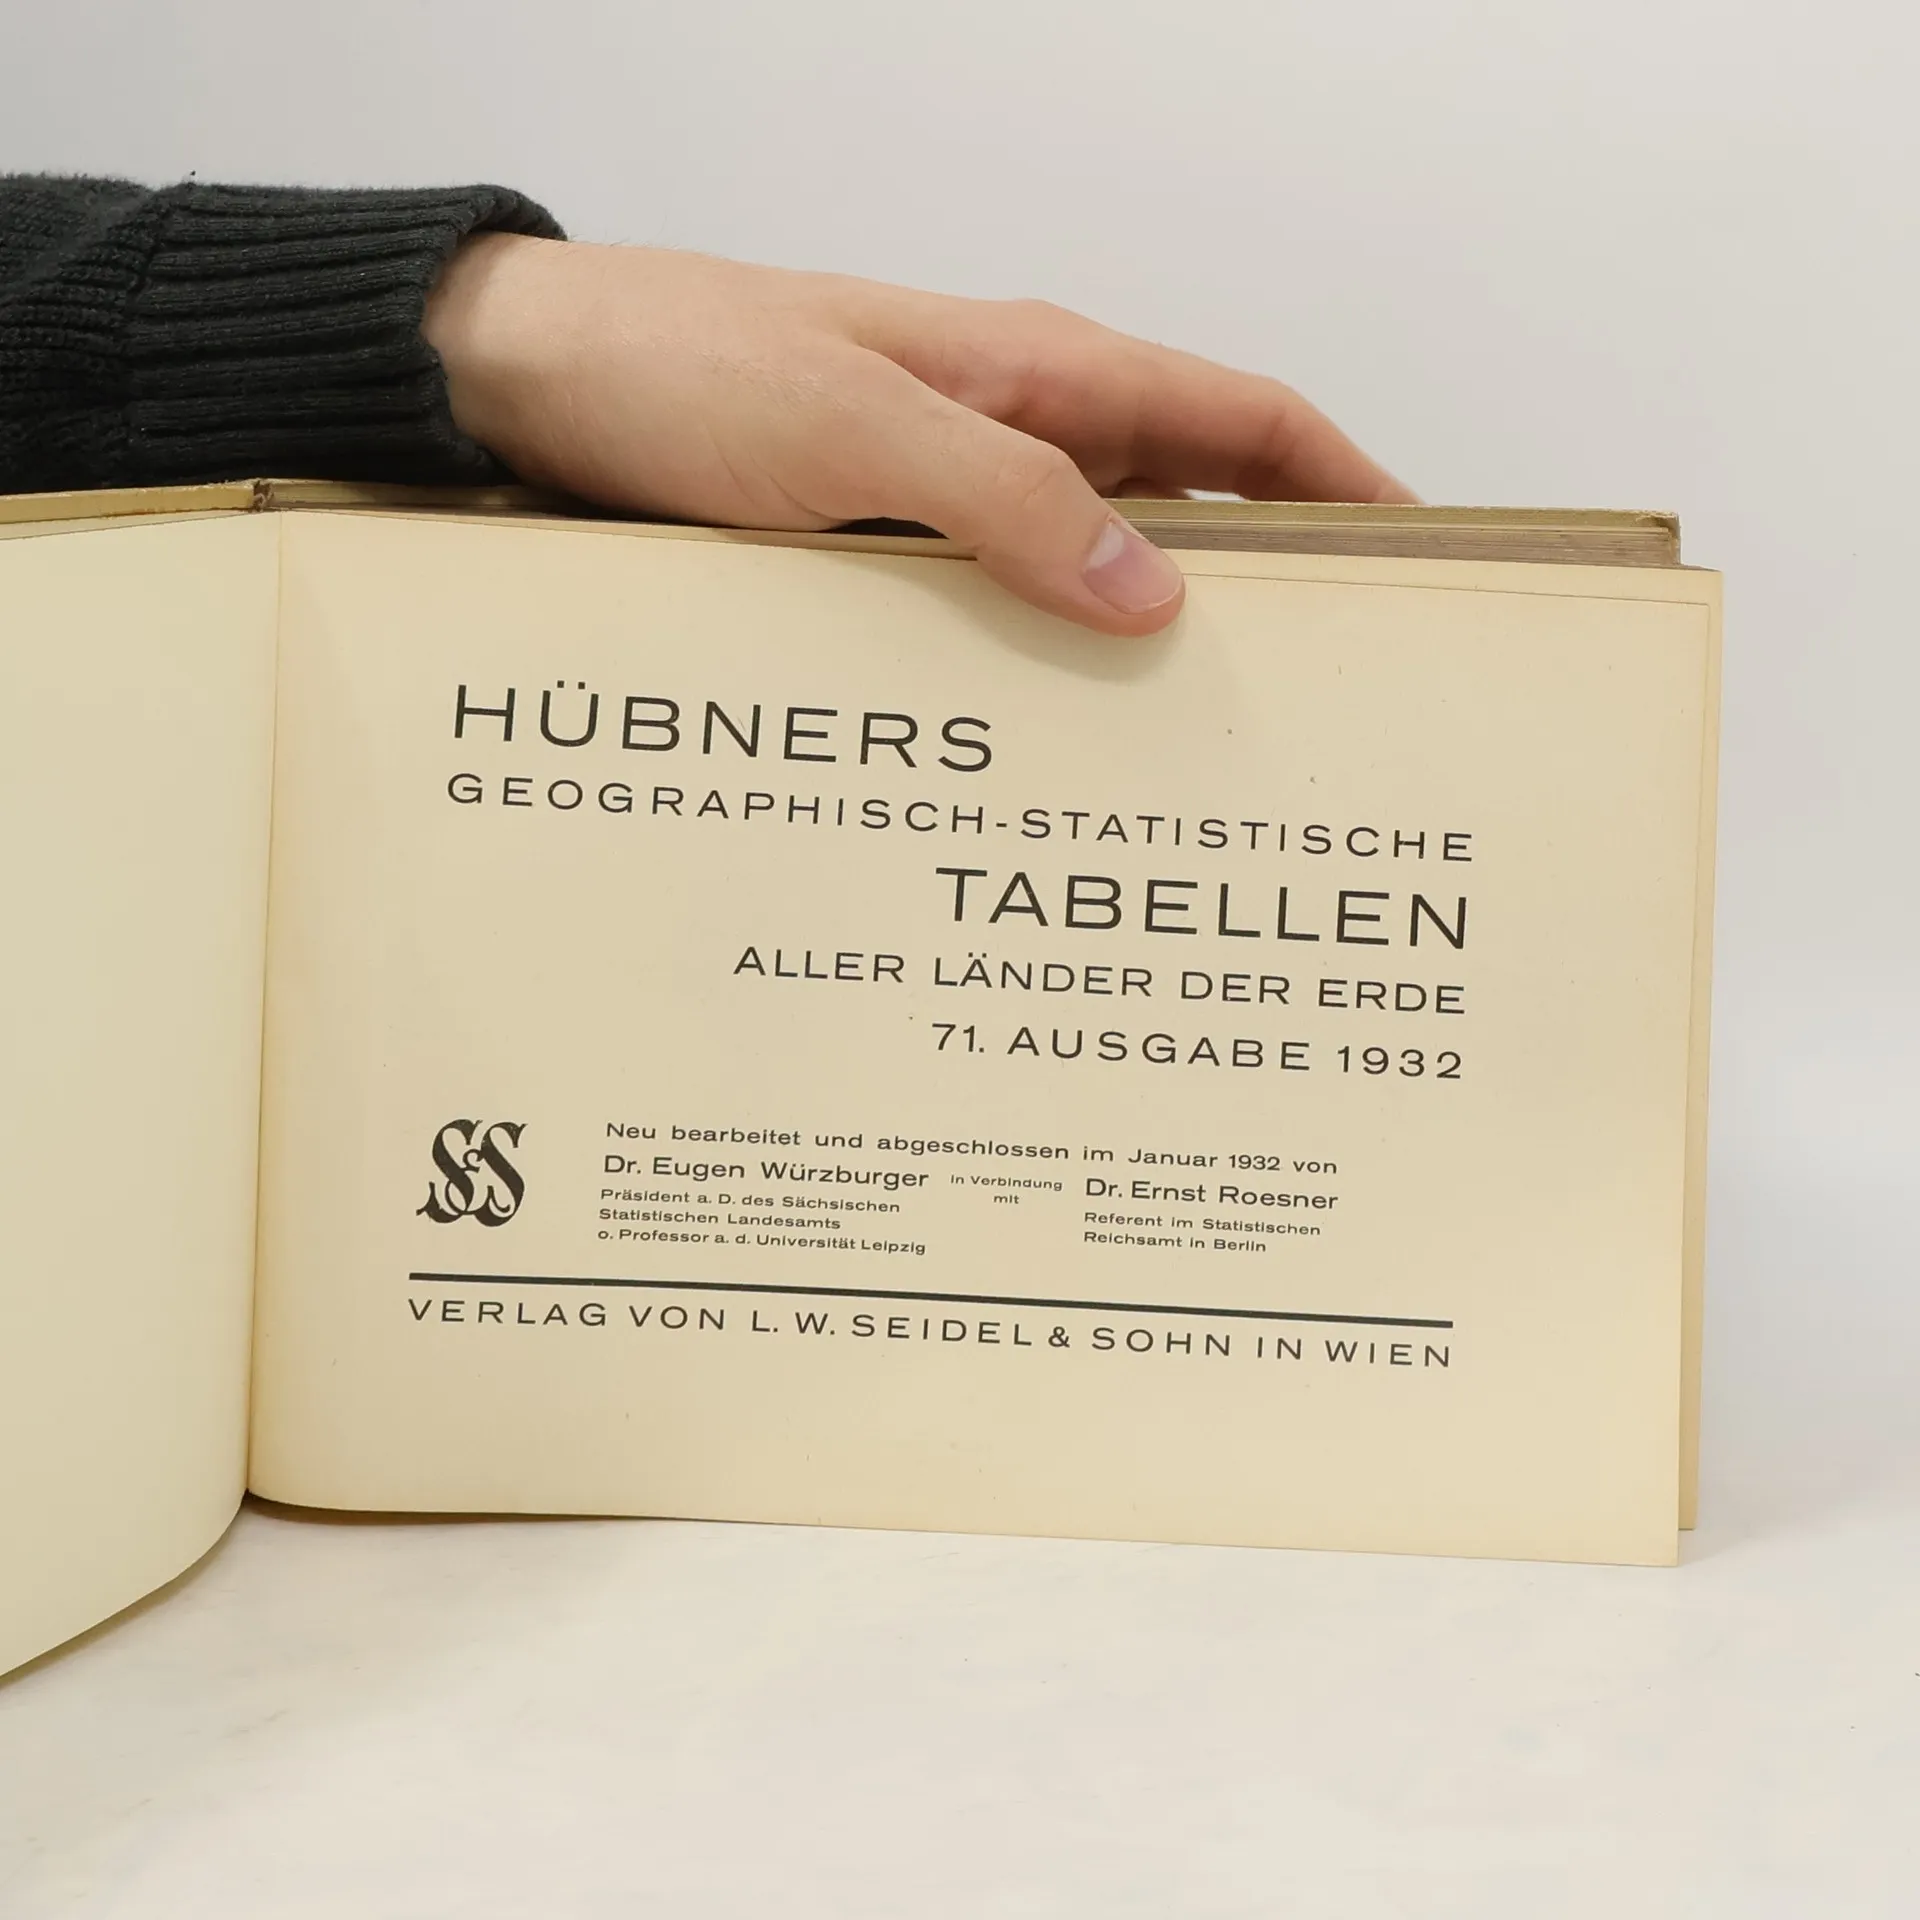 HÜBNERS
GEOGRAPHISCH-STATISTISCHE
TABELLEN
ALLER LÄNDER DER ERDE
71. AUSGABE 1932
S&S
Neu bearbeitet und abgeschlossen im Januar 1932 von
Dr. Eugen Würzburger
Präsident a. D. des Sächsischen
Statistischen Landesamts
o. Professor a. d. Universität Leipzig
in Verbindung
mit
Dr. Ernst Roesner
Referent im Statistischen
Reichsamt in Berlin
VERLAG VON L. W. SEIDEL & SOHN IN WIEN